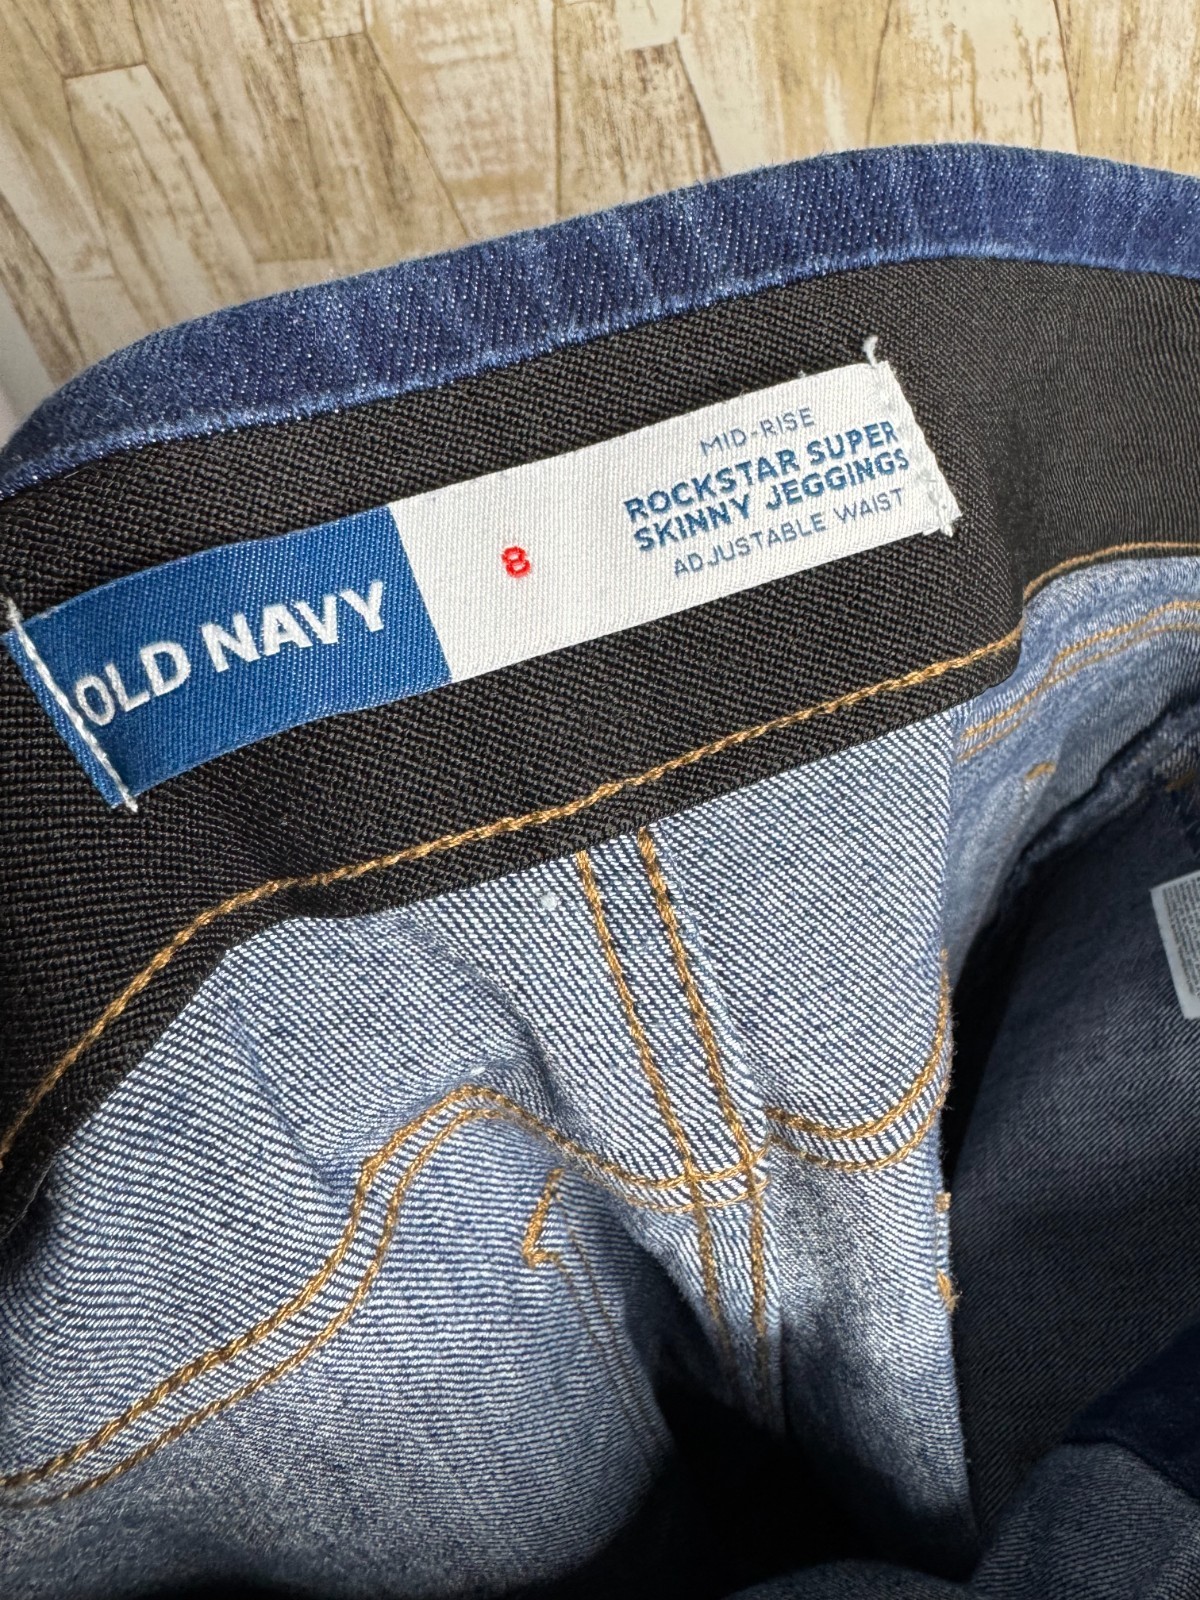 OLD NAVY
8
MID-RISE
ROCKSTAR SUPER
SKINNY JEGGINGS
ADJUSTABLE WAIST